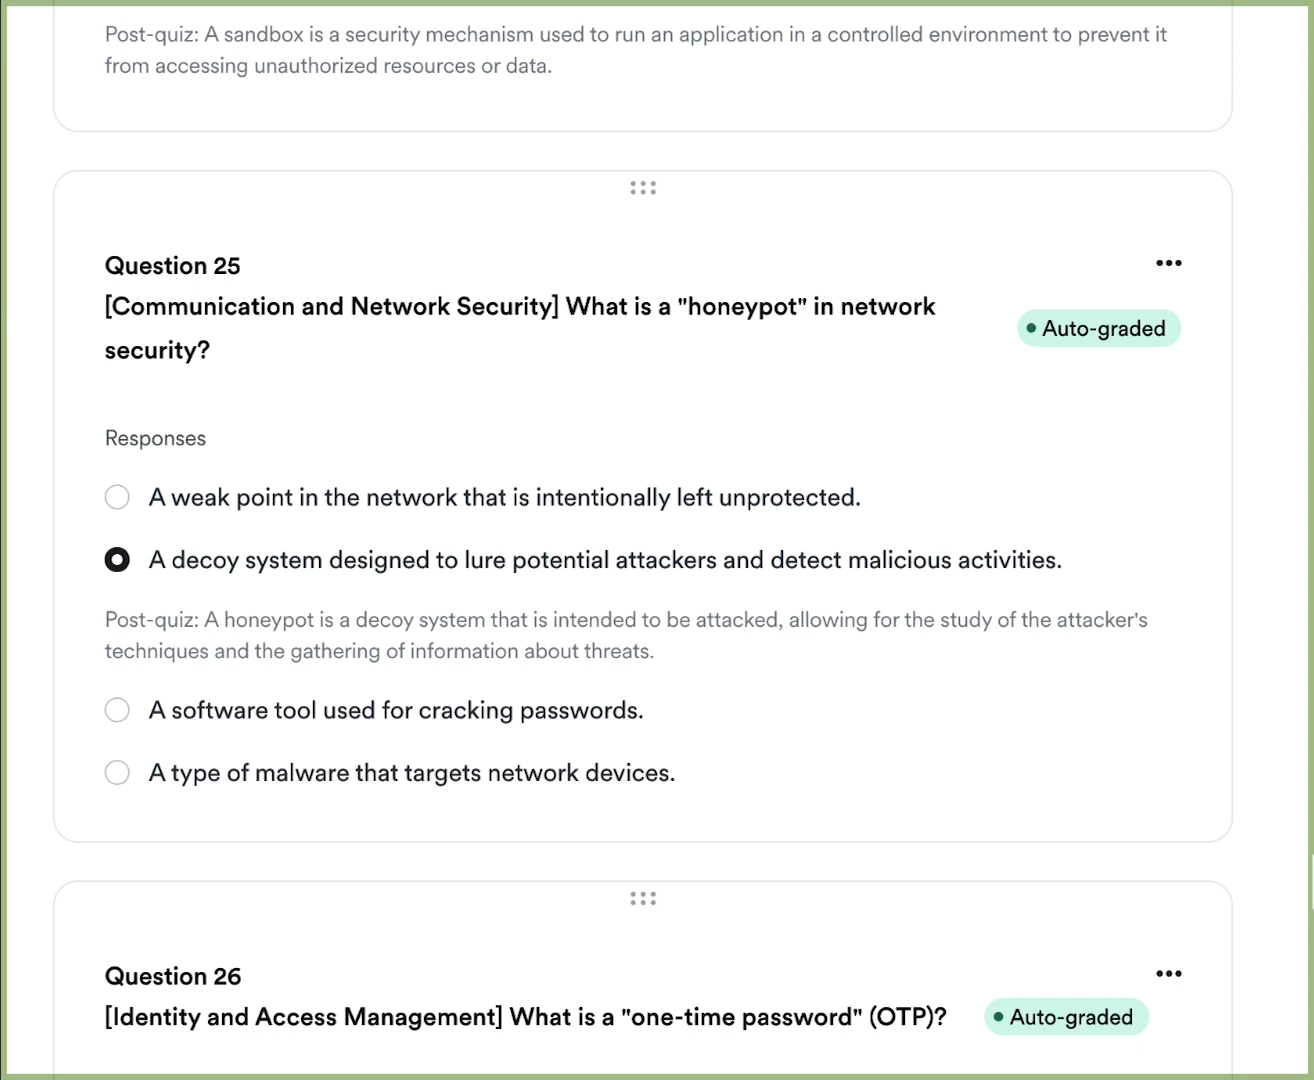 Post-quiz: A sandbox is a security mechanism used to run an application in a controlled environment to prevent it
from accessing unauthorized resources or data.
Question 25
[Communication and Network Security] What is a "honeypot" in network
security?
Auto-graded
Responses
A weak point in the network that is intentionally left unprotected.
A decoy system designed to lure potential attackers and detect malicious activities.
Post-quiz: A honeypot is a decoy system that is intended to be attacked, allowing for the study of the attacker's
techniques and the gathering of information about threats.
A software tool used for cracking passwords.
A type of malware that targets network devices.
Question 26
[Identity and Access Management] What is a "one-time password" (OTP)?
Auto-graded